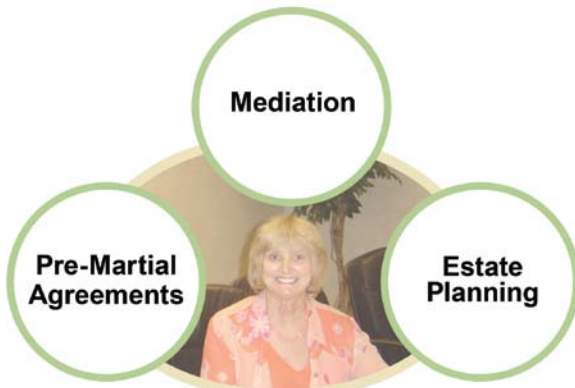 Mediation
Pre-Martial
Agreements
Estate
Planning